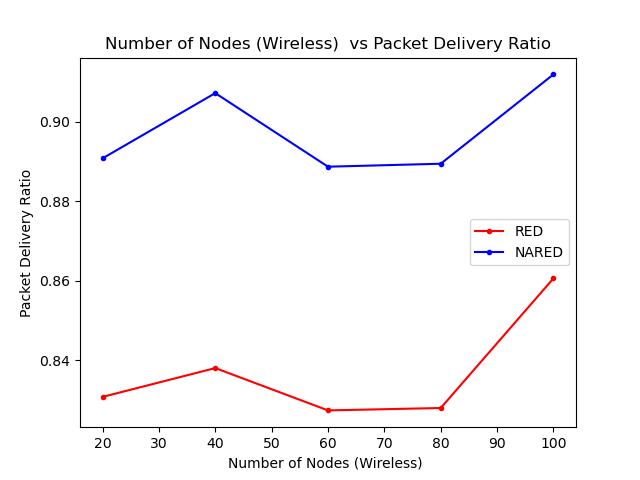 Number of Nodes (Wireless)  vs Packet Delivery Ratio
Packet Delivery Ratio
0.90
0.88
0.86
0.84
RED
NARED
20 30 40 50 60 70 80 90 100
Number of Nodes (Wireless)